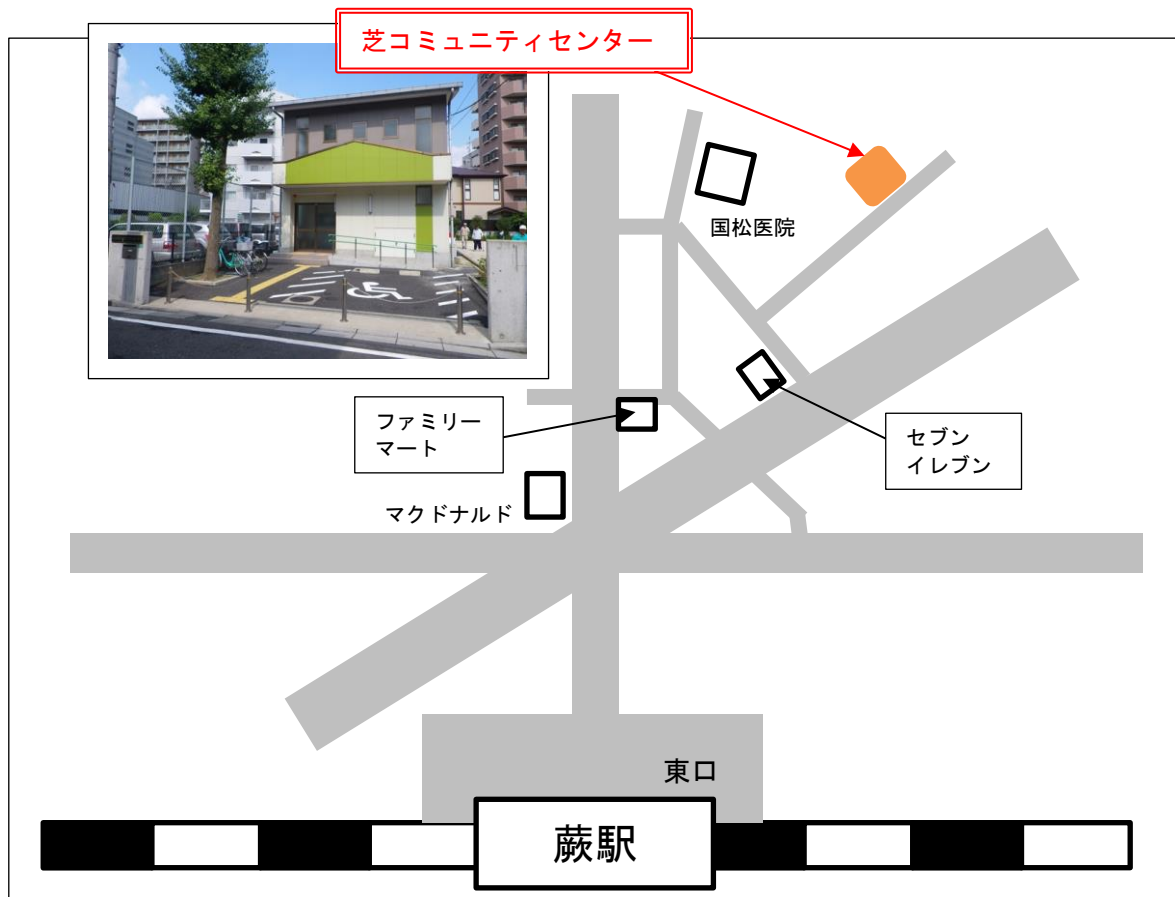 芝コミュニティセンター
国松医院
ファミリー
マート
セブン
イレブン
マクドナルド
東口
蕨駅